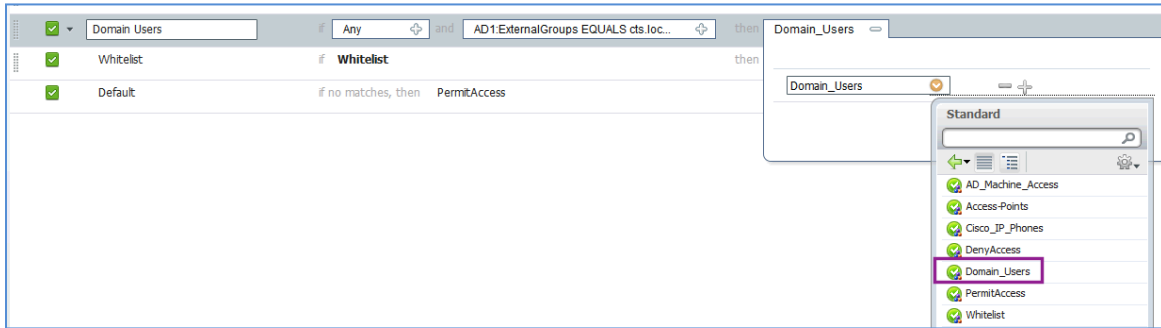 Domain Users if Any and AD1:ExternalGroups EQUALS cts.loc... then Domain_Users
Whitelist if Whitelist then
Default if no matches, then PermitAccess
Domain_Users
Standard
AD_Machine_Access
Access-Points
Cisco_IP_Phones
DenyAccess
Domain_Users
PermitAccess
Whitelist